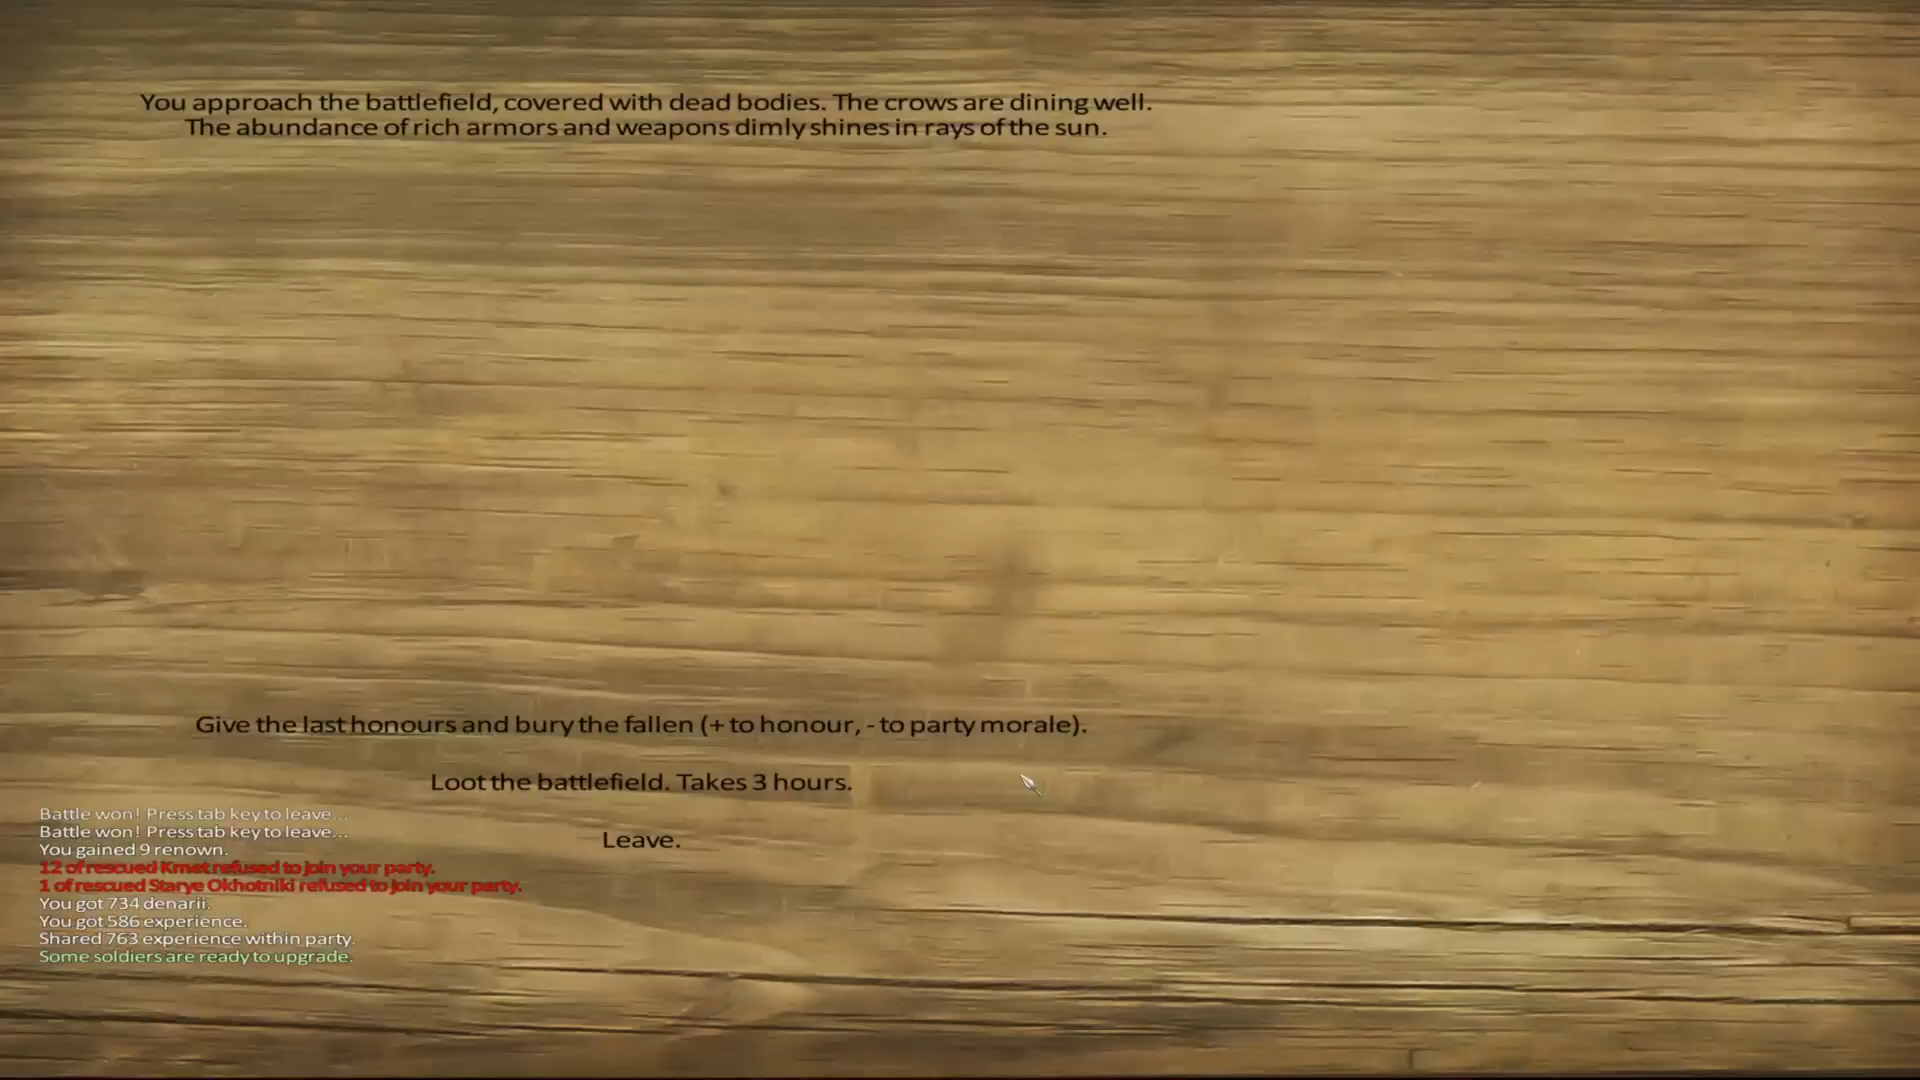 You approach the battlefield, covered with dead bodies. The crows are dining well.
The abundance of rich armors and weapons dimly shines in rays of the sun.
Give the last honours and bury the fallen (+ to honour, - to party morale).
Loot the battlefield. Takes 3 hours.
Leave.
Battle won! Press tab key to leave...
Battle won! Press tab key to leave...
You gained 9 renown.
12 of rescued Kmet refused to join your party.
1 of rescued Starye Okhotniki refused to join your party.
You got 734 denarii.
You got 586 experience.
Shared 763 experience within party.
Some soldiers are ready to upgrade.